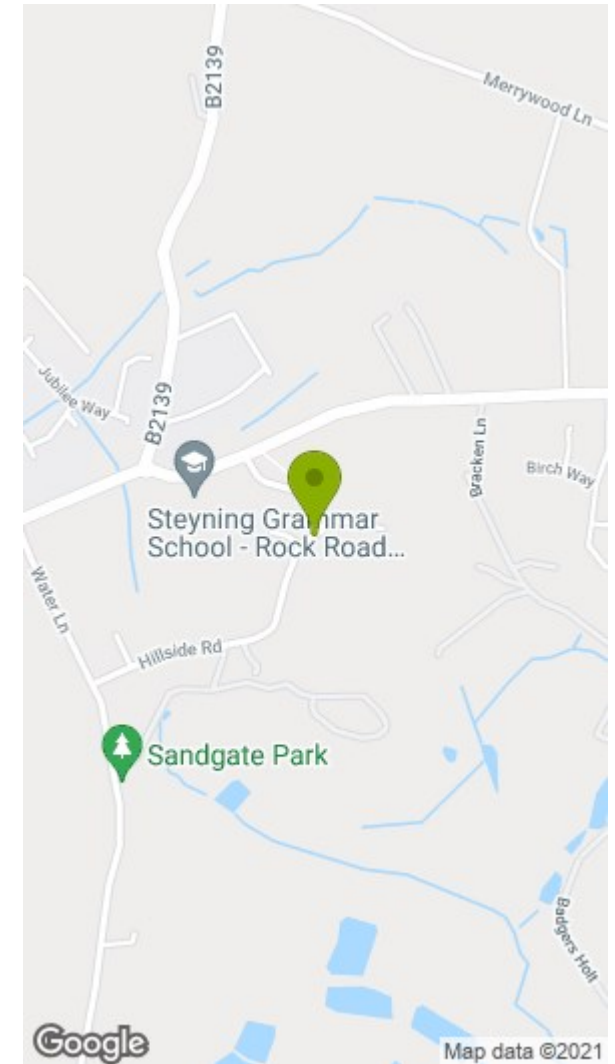 B2139
Merrywood Ln
Jubilee Way
B2139
Bracken Ln
Birch Way
Steyning Grammar
School - Rock Road...
Water Ln
Hillside Rd
Sandgate Park
Badgers Holt
Google
Map data ©2021